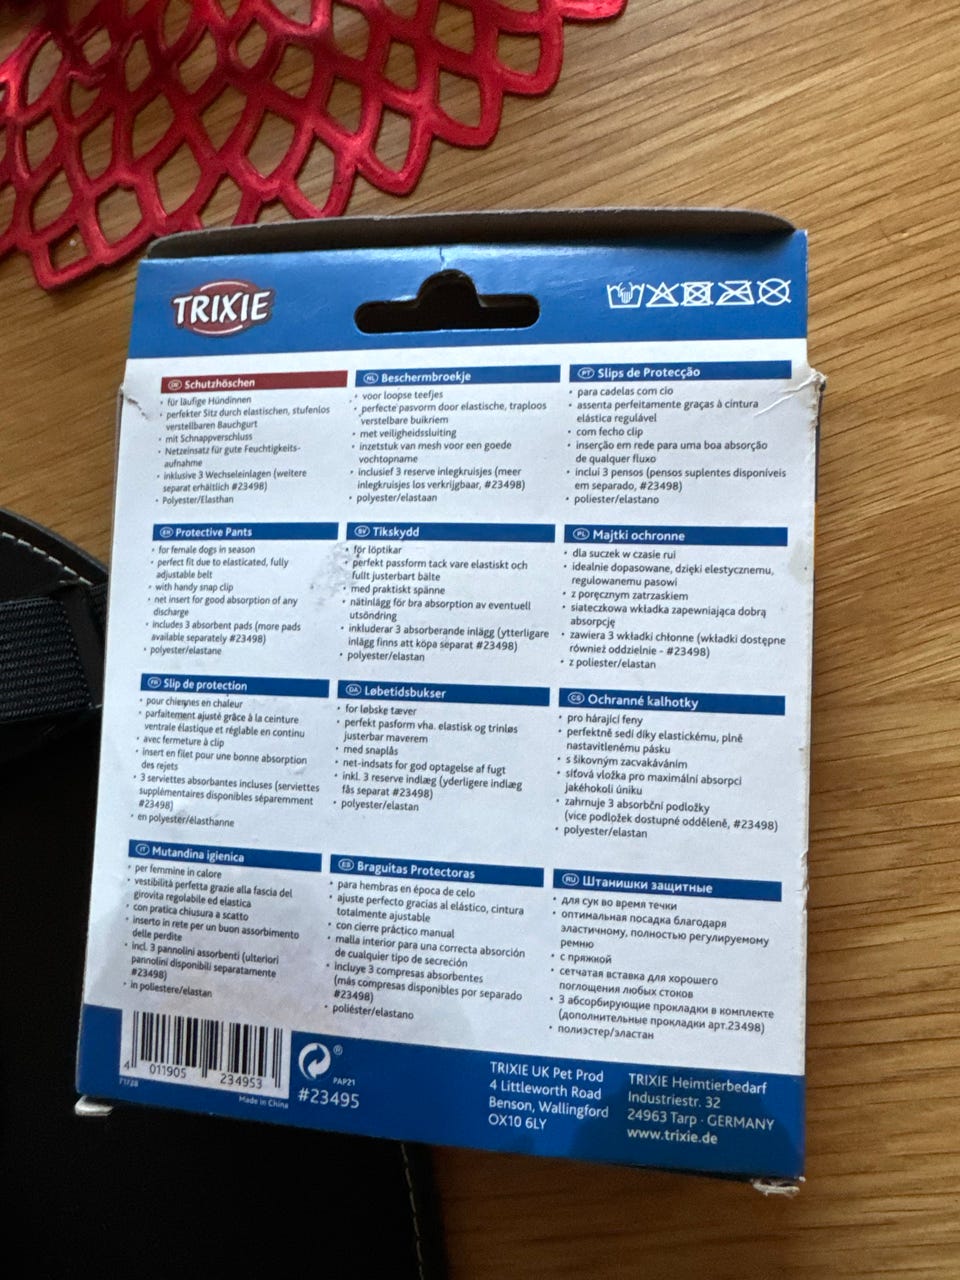 TRIXIE
DE Schutzhöschen
• für läufige Hündinnen
• perfekter Sitz durch elastischen, stufenlos
verstellbaren Bauchgurt
• mit Schnappverschluss
• Netzeinsatz für gute Feuchtigkeits-
aufnahme
• inklusive 3 Wechseleinlagen (weitere
separat erhältlich #23498)
• Polyester/Elasthan
NL Beschermbroekje
• voor loopse teefjes
• perfecte pasvorm door elastische, traploos
verstelbare buikriem
• met veiligheidssluiting
• inzetstuk van mesh voor een goede
vochtopname
• inclusief 3 reserve inlegkruisjes (meer
inlegkruisjes los verkrijgbaar, #23498)
• polyester/elastaan
PT Slips de Protecção
• para cadelas com cio
• assenta perfeitamente graças à cintura
elástica regulável
• com fecho clip
• inserção em rede para uma boa absorção
de qualquer fluxo
• inclui 3 pensos (pensos suplentes disponíveis
em separado, #23498)
• poliester/elastano
EN Protective Pants
• for female dogs in season
• perfect fit due to elasticated, fully
adjustable belt
• with handy snap clip
• net insert for good absorption of any
discharge
• includes 3 absorbent pads (more pads
available separately #23498)
• polyester/elastane
SV Tikskydd
• för löptikar
• perfekt passform tack vare elastiskt och
fullt justerbart bälte
• med praktiskt spänne
• nätinlägg för bra absorption av eventuell
utsöndring
• inkluderar 3 absorberande inlägg (ytterligare
inlägg finns att köpa separat #23498)
• polyester/elastan
PL Majtki ochronne
• dla suczek w czasie rui
• idealnie dopasowane, dzięki elestycznemu,
regulowanemu pasowi
• z poręcznym zatrzaskiem
• siateczkowa wkładka zapewniająca dobrą
absorpcję
• zawiera 3 wkładki chłonne (wkładki dostępne
również oddzielnie - #23498)
• z poliester/elastan
FR Slip de protection
• pour chiennes en chaleur
• parfaitement ajusté grâce à la ceinture
ventrale élastique et réglable en continu
• avec fermeture à clip
• insert en filet pour une bonne absorption
des rejets
• 3 serviettes absorbantes incluses (serviettes
supplémentaires disponibles séparemment
#23498)
• en polyester/élasthanne
DA Løbetidsbukser
• for løbske tæver
• perfekt pasform vha. elastisk og trinløs
justerbar maverem
• med snaplås
• net-indsats for god optagelse af fugt
• inkl. 3 reserve indlæg (yderligere indlæg
fås separat #23498)
• polyester/elastan
CS Ochranné kalhotky
• pro hárající feny
• perfektně sedí díky elastickému, plně
nastavitlenému pásku
• s šikovným zacvakáváním
• síťová vložka pro maximální absorpci
jakéhokoli úniku
• zahrnuje 3 absorbční podložky
(více podložek dostupné odděleně, #23498)
• polyester/elastan
IT Mutandina igienica
• per femmine in calore
• vestibilità perfetta grazie alla fascia del
girovita regolabile ed elastica
• con pratica chiusura a scatto
• inserto in rete per un buon assorbimento
delle perdite
• incl. 3 pannolini assorbenti (ulteriori
pannolini disponibili separatamente
#23498)
• in poliestere/elastan
ES Braguitas Protectoras
• para hembras en época de celo
• ajuste perfecto gracias al elástico, cintura
totalmente ajustable
• con cierre práctico manual
• malla interior para una correcta absorción
de cualquier tipo de secreción
• incluye 3 compresas absorbentes
(más compresas disponibles por separado
#23498)
• poliéster/elastano
RU Штанишки защитные
• для сук во время течки
• оптимальная посадка благодаря
эластичному, полностью регулируемому
ремню
• с пряжкой
• сетчатая вставка для хорошего
поглощения любых стоков
• 3 абсорбирующие прокладки в комплекте
(дополнительные прокладки арт.23498)
• полиэстер/эластан
4 011905 234953
71728
Made in China
®
PAP21
#23495
TRIXIE UK Pet Prod
4 Littleworth Road
Benson, Wallingford
OX10 6LY
TRIXIE Heimtierbedarf
Industriestr. 32
24963 Tarp · GERMANY
www.trixie.de